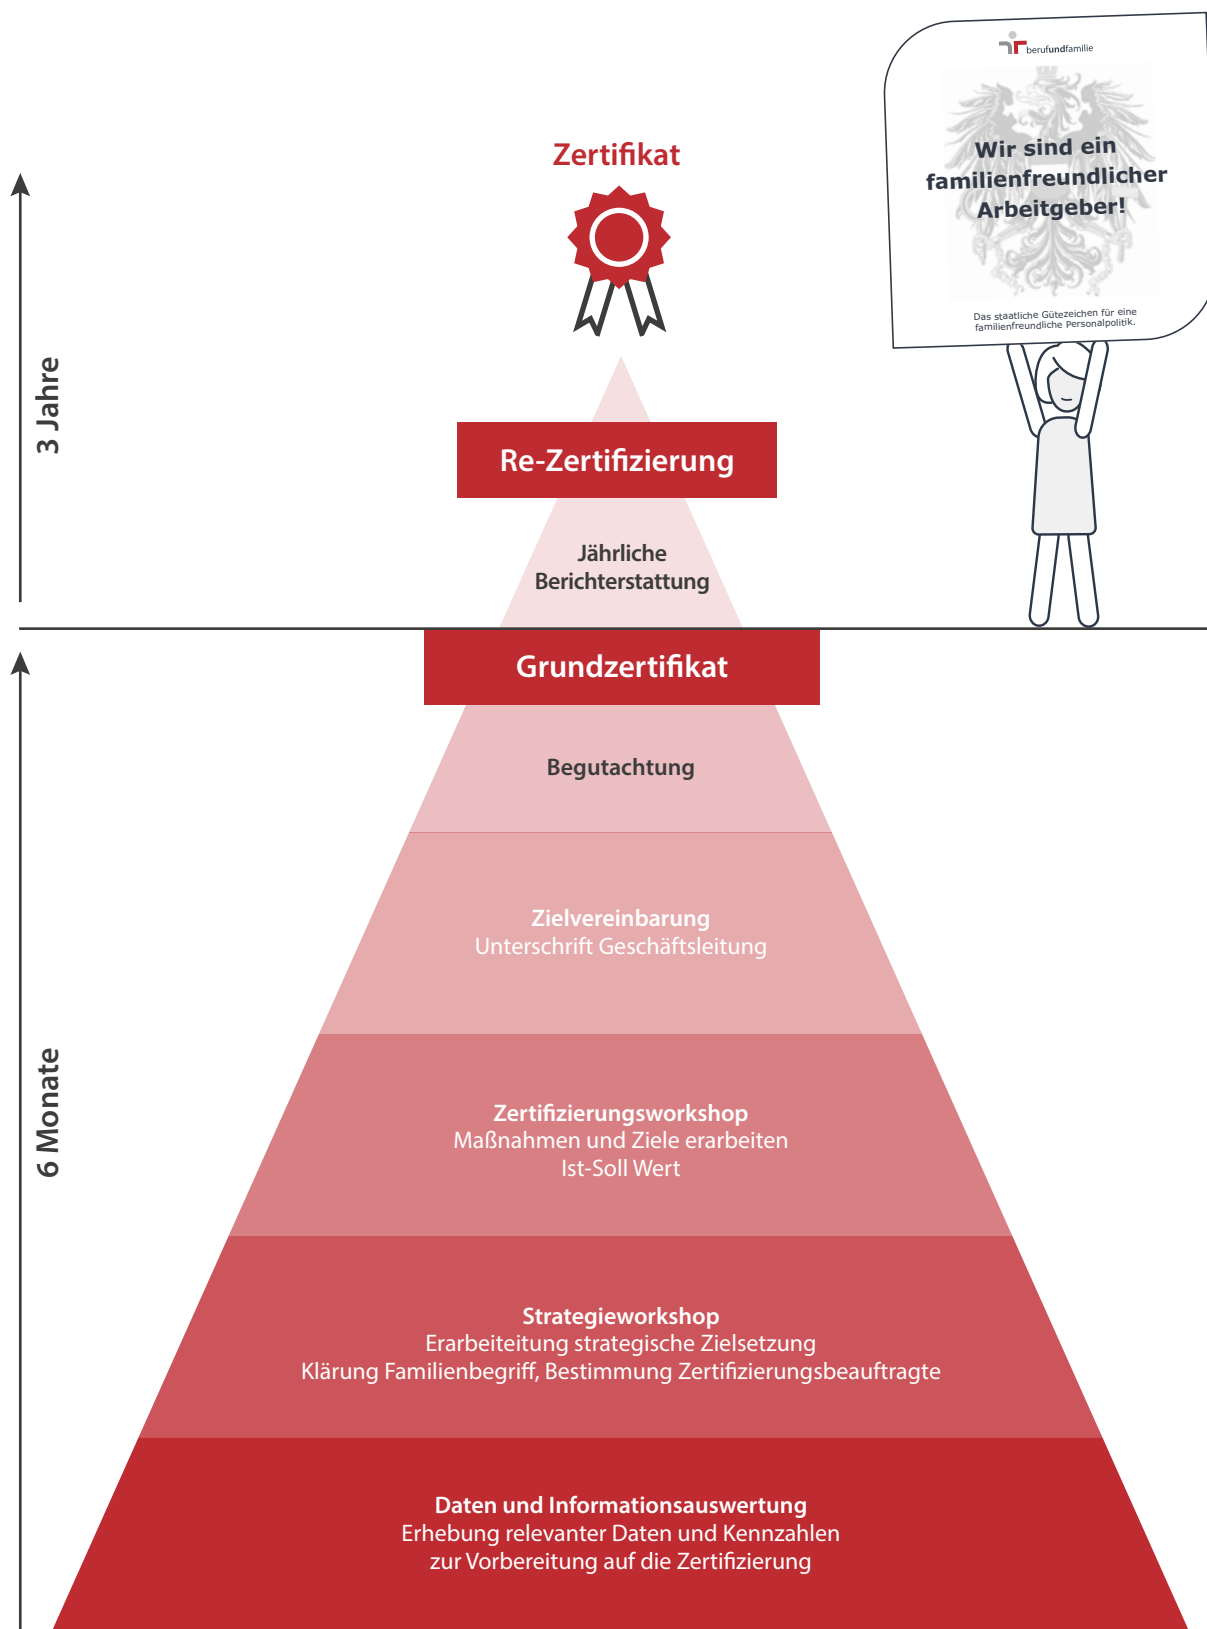 berufundfamilie
Wir sind ein
familienfreundlicher
Arbeitgeber!
Das staatliche Gütezeichen für eine
familienfreundliche Personalpolitik.
Zertifikat
3 Jahre
Re-Zertifizierung
Jährliche
Berichterstattung
Grundzertifikat
6 Monate
Begutachtung
Zielvereinbarung
Unterschrift Geschäftsleitung
Zertifizierungsworkshop
Maßnahmen und Ziele erarbeiten
Ist-Soll Wert
Strategieworkshop
Erarbeiteitung strategische Zielsetzung
Klärung Familienbegriff, Bestimmung Zertifizierungsbeauftragte
Daten und Informationsauswertung
Erhebung relevanter Daten und Kennzahlen
zur Vorbereitung auf die Zertifizierung